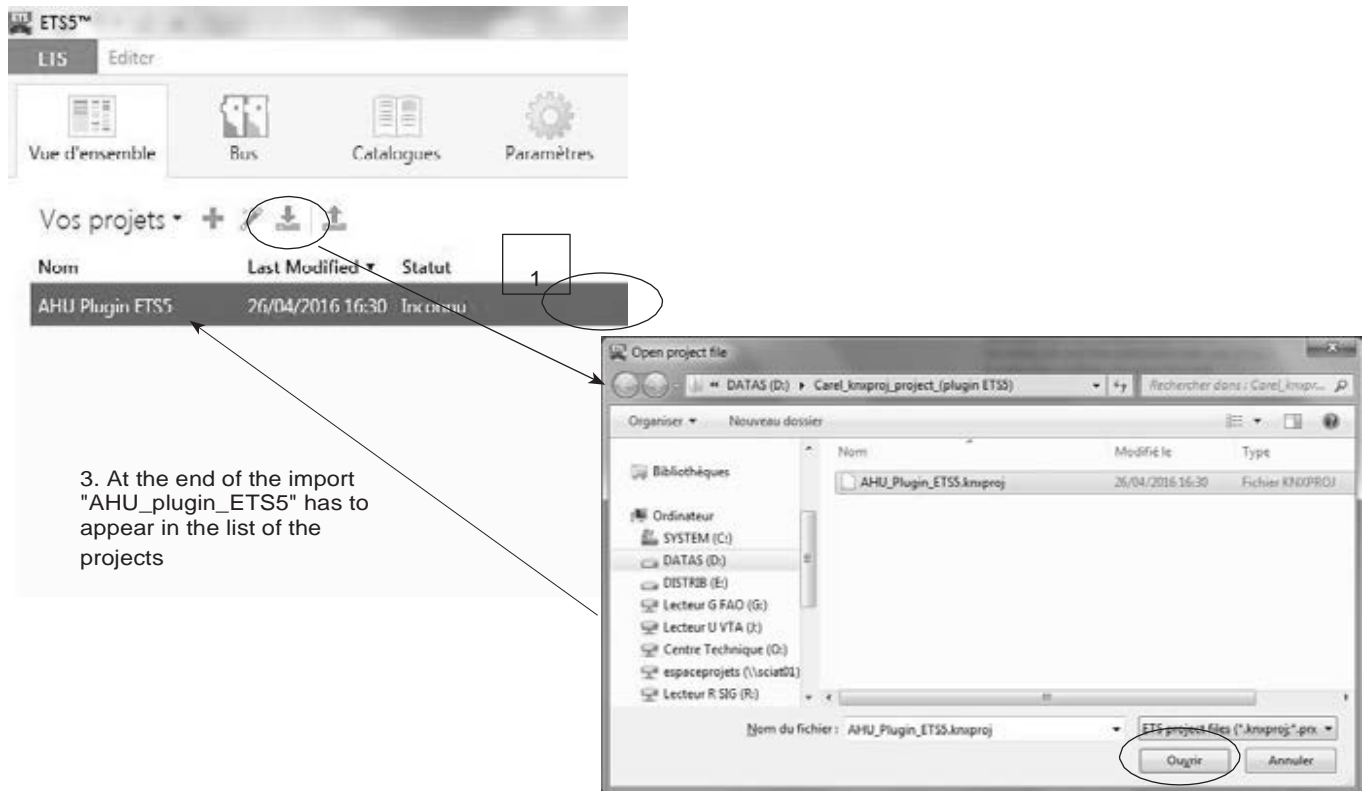 ETS5™
ETS Editer
Vue d'ensemble Bus Catalogues Paramètres
Vos projets
Nom Last Modified Statut
1
AHU Plugin ETS5 26/04/2016 16:30 Inconnu
3. At the end of the import
"AHU_plugin_ETS5" has to
appear in the list of the
projects
Open project file
DATAS (D:) Carel_knxproj_project_(plugin ETS5) Rechercher dans : Carel_knxpr...
Organiser Nouveau dossier
Nom Modifié le Type
Bibliothèques
AHU_Plugin_ETS5.knxproj 26/04/2016 16:30 Fichier KNXPROJ
Ordinateur
SYSTEM (C:)
DATAS (D:)
DISTRIB (E:)
Lecteur G FAO (G:)
Lecteur U VTA (J:)
Centre Technique (O:)
espaceprojets (\\sciat01)
Lecteur R SIG (R:)
Nom du fichier : AHU_Plugin_ETS5.knxproj ETS project files (*.knxproj;*.prx
Ouvrir Annuler